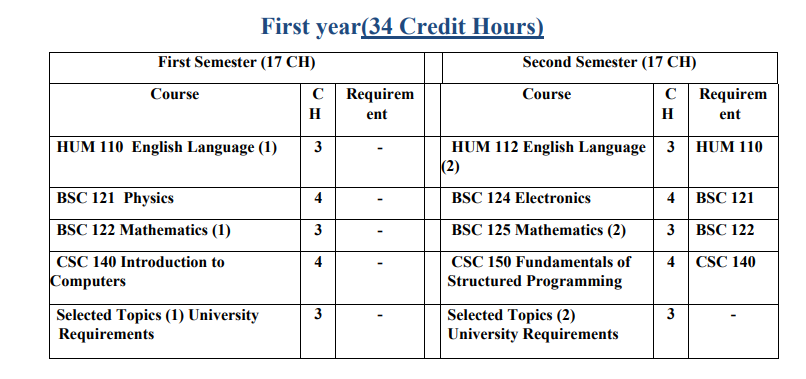 First year(34 Credit Hours)
First Semester (17 CH) Second Semester (17 CH)
Course C Requirem Course C Requirem
H ent H ent
HUM 110 English Language (1) 3 - HUM 112 English Language 3 HUM 110
(2)
BSC 121 Physics 4 - BSC 124 Electronics 4 BSC 121
BSC 122 Mathematics (1) 3 - BSC 125 Mathematics (2) 3 BSC 122
CSC 140 Introduction to 4 - CSC 150 Fundamentals of 4 CSC 140
Computers Structured Programming
Selected Topics (1) University 3 - Selected Topics (2) 3 -
Requirements University Requirements